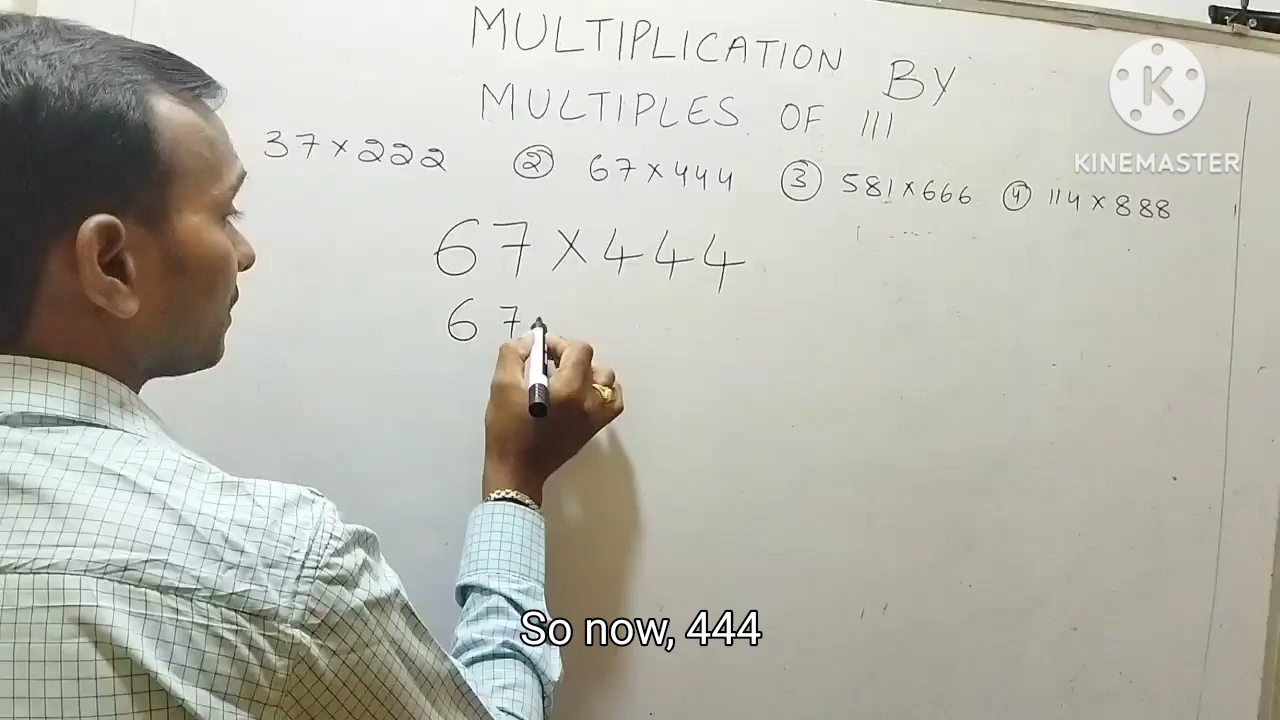 MULTIPLICATION BY
MULTIPLES OF 111
37×222 ② 67×444 ③ 581×666 ④ 114×888
67×444
67
KINEMASTER
So now, 444